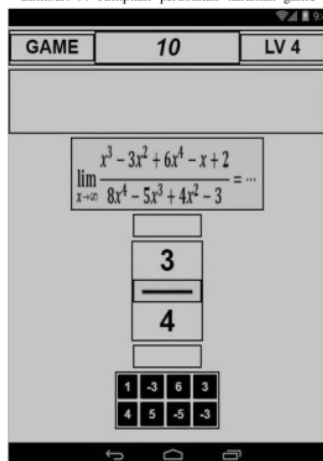 GAME 10 LV 4
lim x→∞ (x³ − 3x² + 6x⁴ − x + 2) / (8x⁴ − 5x³ + 4x² − 3) = ...
3
4
1 -3 6 3
4 5 -5 -3